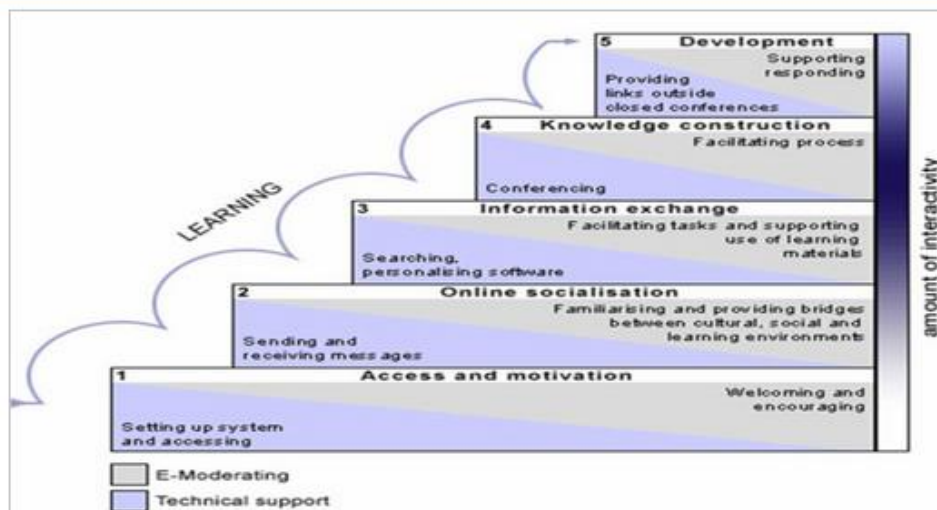 5 Development
Supporting
responding
Providing
links outside
closed conferences
4 Knowledge construction
Facilitating process
Conferencing
3 Information exchange
Facilitating tasks and supporting
use of learning
materials
Searching,
personalising software
2 Online socialisation
Familiarising and providing bridges
between cultural, social and
learning environments
Sending and
receiving messages
1 Access and motivation
Welcoming and
encouraging
Setting up system
and accessing
LEARNING
amount of interactivity
E-Moderating
Technical support